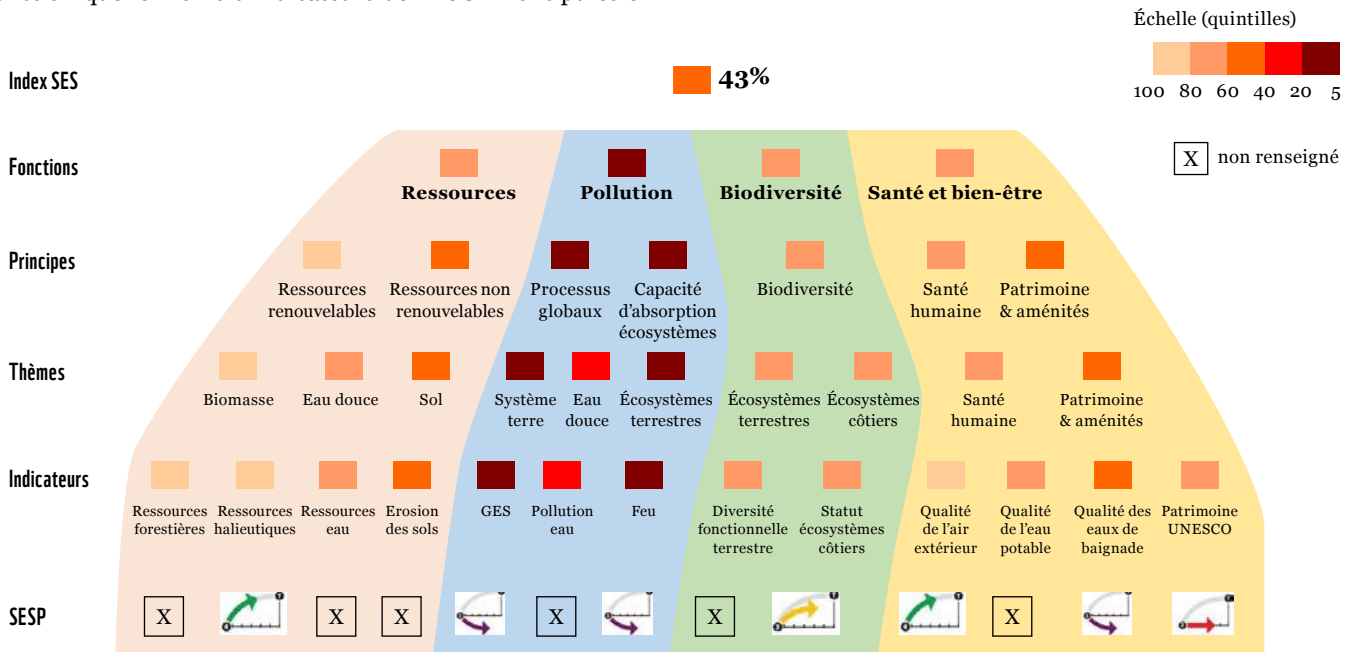 Échelle (quintilles)
100 80 60 40 20 5
X non renseigné
Index SES
43%
Fonctions
Ressources
Pollution
Biodiversité
Santé et bien-être
Principes
Ressources
renouvelables
Ressources non
renouvelables
Processus
globaux
Capacité
d'absorption
écosystèmes
Biodiversité
Santé
humaine
Patrimoine
& aménités
Thèmes
Biomasse
Eau douce
Sol
Système
terre
Eau
douce
Écosystèmes
terrestres
Écosystèmes
terrestres
Écosystèmes
côtiers
Santé
humaine
Patrimoine
& aménités
Indicateurs
Ressources
forestières
Ressources
halieutiques
Ressources
eau
Erosion
des sols
GES
Pollution
eau
Feu
Diversité
fonctionnelle
terrestre
Statut
écosystèmes
côtiers
Qualité
de l'air
extérieur
Qualité
de l'eau
potable
Qualité des
eaux de
baignade
Patrimoine
UNESCO
SESP
X
X
X
X
X
X